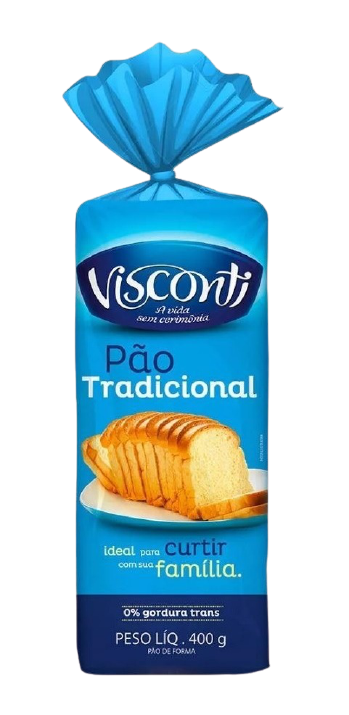 Visconti
A vida
sem cerimônia
Pão
Tradicional
ideal para curtir
com sua família.
0% gordura trans
PESO LÍQ. 400 g
PÃO DE FORMA